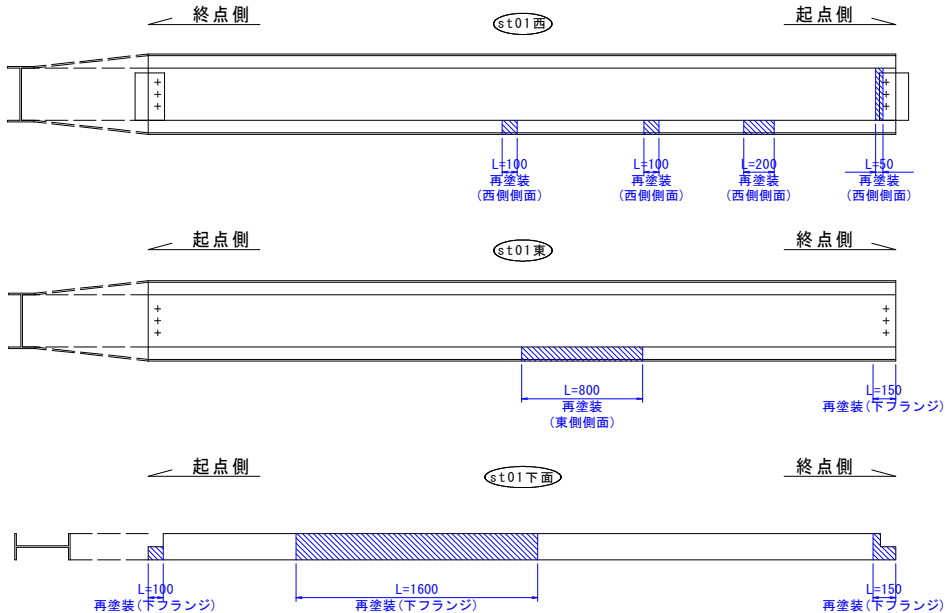 終点側
st01西
起点側
L=100
再塗装
(西側側面)
L=100
再塗装
(西側側面)
L=200
再塗装
(西側側面)
L=50
再塗装
(西側側面)
起点側
st01東
終点側
L=800
再塗装
(東側側面)
L=150
再塗装(下フランジ)
起点側
st01下面
終点側
L=100
再塗装(下フランジ)
L=1600
再塗装(下フランジ)
L=150
再塗装(下フランジ)